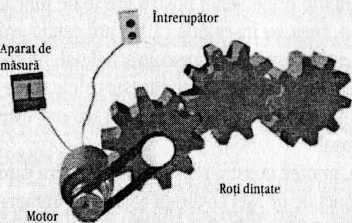 Întrerupător
Aparat de
măsură
Roți dințate
Motor